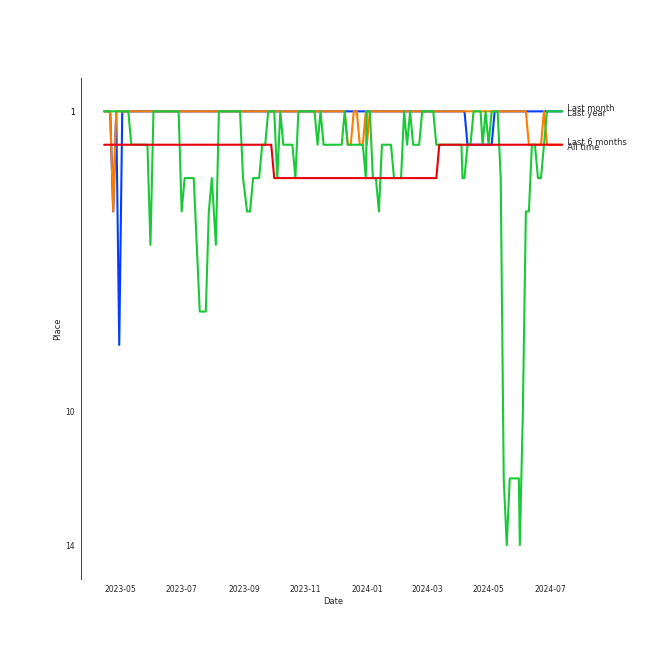 1
10
14
Place
2023-05
2023-07
2023-09
2023-11
2024-01
2024-03
2024-05
2024-07
Date
Last month
Last year
Last 6 months
All time